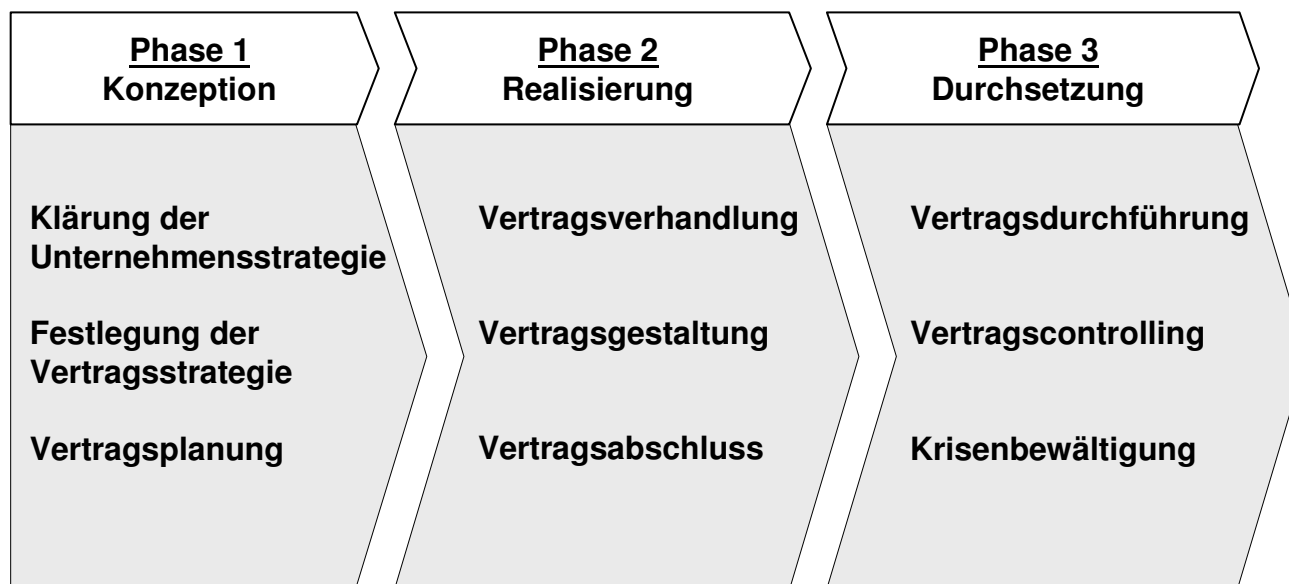 Phase 1
Konzeption
Klärung der
Unternehmensstrategie
Festlegung der
Vertragsstrategie
Vertragsplanung
Phase 2
Realisierung
Vertragsverhandlung
Vertragsgestaltung
Vertragsabschluss
Phase 3
Durchsetzung
Vertragsdurchführung
Vertragscontrolling
Krisenbewältigung